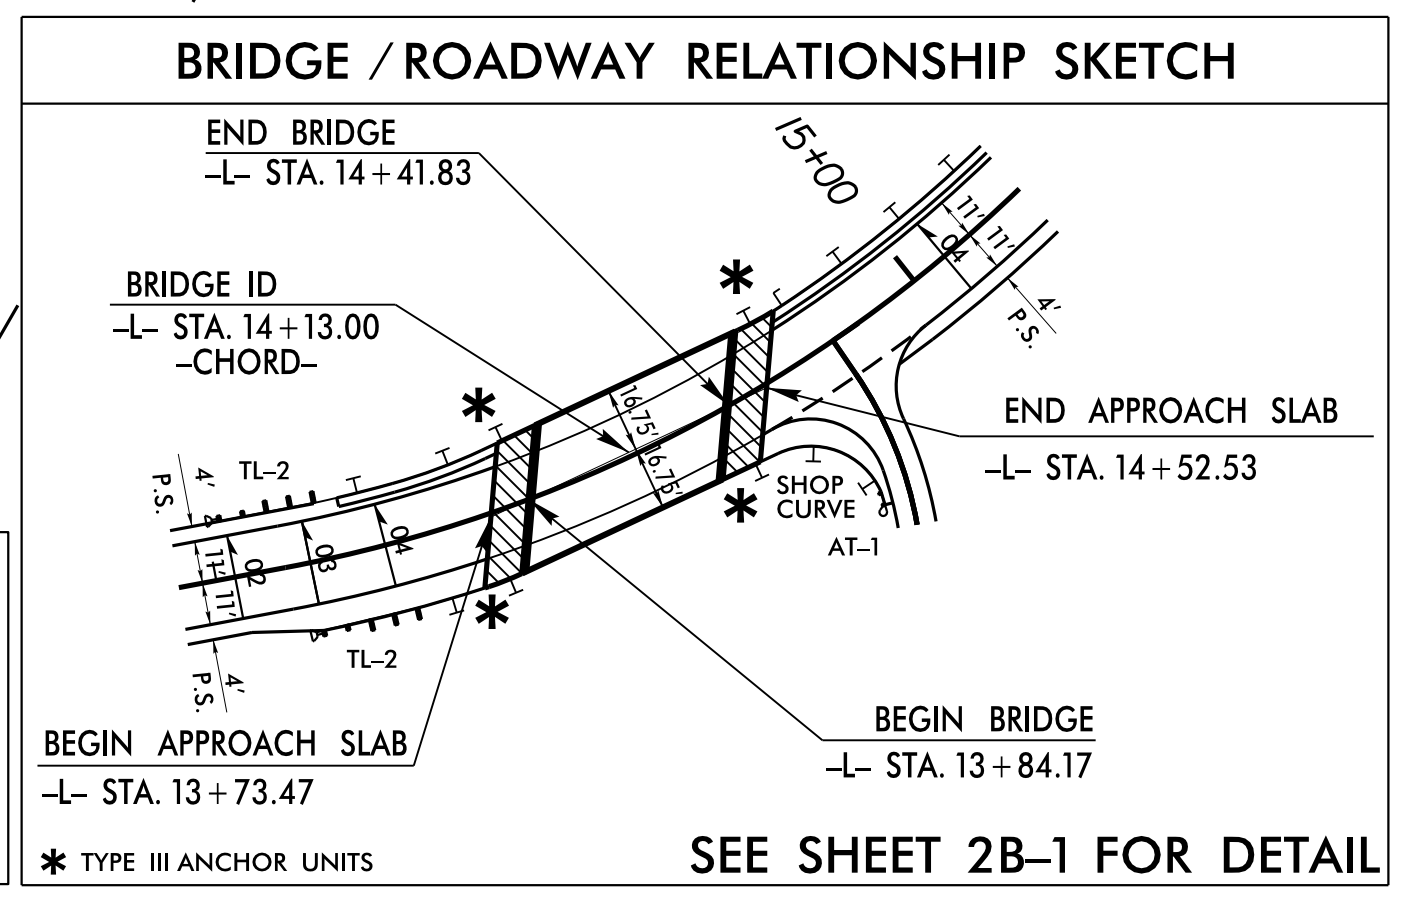 BRIDGE / ROADWAY RELATIONSHIP SKETCH
END BRIDGE
-L- STA. 14+41.83
15+00
BRIDGE ID
-L- STA. 14+13.00
-CHORD-
11'
11'
04
4'
P.S.
*
*
16.75'
16.75'
END APPROACH SLAB
-L- STA. 14+52.53
4'
P.S.
TL-2
SHOP
CURVE
AT-1
*
*
11'
11'
02
03
04
TL-2
4'
P.S.
BEGIN APPROACH SLAB
-L- STA. 13+73.47
BEGIN BRIDGE
-L- STA. 13+84.17
* TYPE III ANCHOR UNITS
SEE SHEET 2B-1 FOR DETAIL